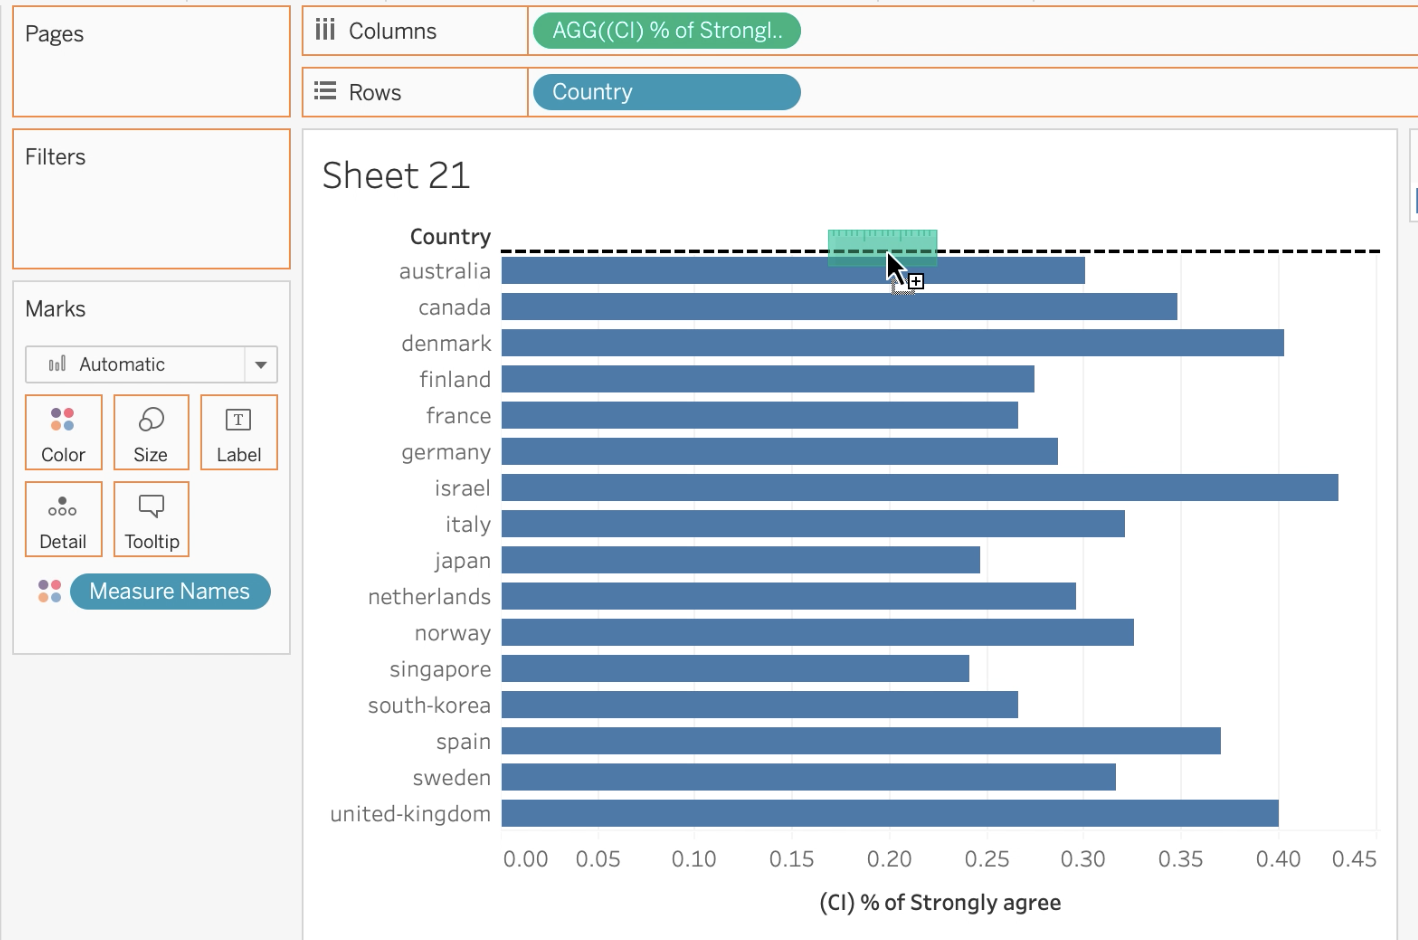 Pages
Columns
AGG((CI) % of Strongl..
Rows
Country
Filters
Sheet 21
Marks
Automatic
Color
Size
Label
Detail
Tooltip
Measure Names
Country
australia
canada
denmark
finland
france
germany
israel
italy
japan
netherlands
norway
singapore
south-korea
spain
sweden
united-kingdom
0.00 0.05 0.10 0.15 0.20 0.25 0.30 0.35 0.40 0.45
(CI) % of Strongly agree